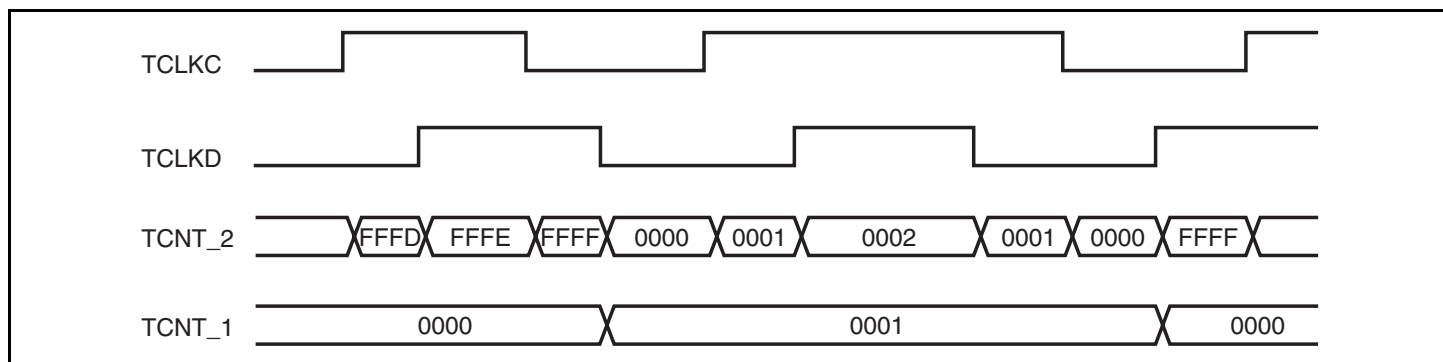 TCLKC
TCLKD
TCNT_2 FFFD FFFE FFFF 0000 0001 0002 0001 0000 FFFF
TCNT_1 0000 0001 0000